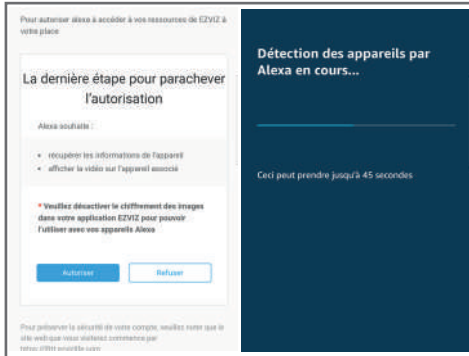 Pour autoriser alexa à accéder à vos ressources de EZVIZ à
votre place
La dernière étape pour parachever
l'autorisation
Alexa souhaite :
• récupérer les informations de l'appareil
• afficher la vidéo sur l'appareil associé
* Veuillez désactiver le chiffrement des images
dans votre application EZVIZ pour pouvoir
l'utiliser avec vos appareils Alexa
Autoriser
Refuser
Pour préserver la sécurité de votre compte, veuillez noter que le
site web que vous visitez commence par
Détection des appareils par
Alexa en cours...
Ceci peut prendre jusqu'à 45 secondes